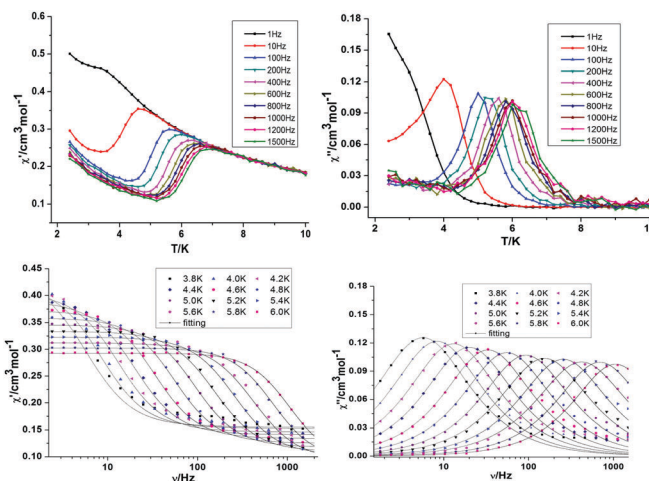 0.6
0.5
0.4
0.3
0.2
0.1
χ'/cm³mol⁻¹
1Hz
10Hz
100Hz
200Hz
400Hz
600Hz
800Hz
1000Hz
1200Hz
1500Hz
2 4 6 8 10
T/K
0.18
0.15
0.12
0.09
0.06
0.03
0.00
χ''/cm³mol⁻¹
1Hz
10Hz
100Hz
200Hz
400Hz
600Hz
800Hz
1000Hz
1200Hz
1500Hz
2 4 6 8
T/K
0.45
0.40
0.35
0.30
0.25
0.20
0.15
0.10
χ'/cm³mol⁻¹
3.8K 4.0K 4.2K
4.4K 4.6K 4.8K
5.0K 5.2K 5.4K
5.6K 5.8K 6.0K
fitting
10 100 1000
ν/Hz
0.18
0.15
0.12
0.09
0.06
0.03
0.00
χ''/cm³mol⁻¹
3.8K 4.0K 4.2K
4.4K 4.6K 4.8K
5.0K 5.2K 5.4K
5.6K 5.8K 6.0K
fitting
10 100 1000
ν/Hz